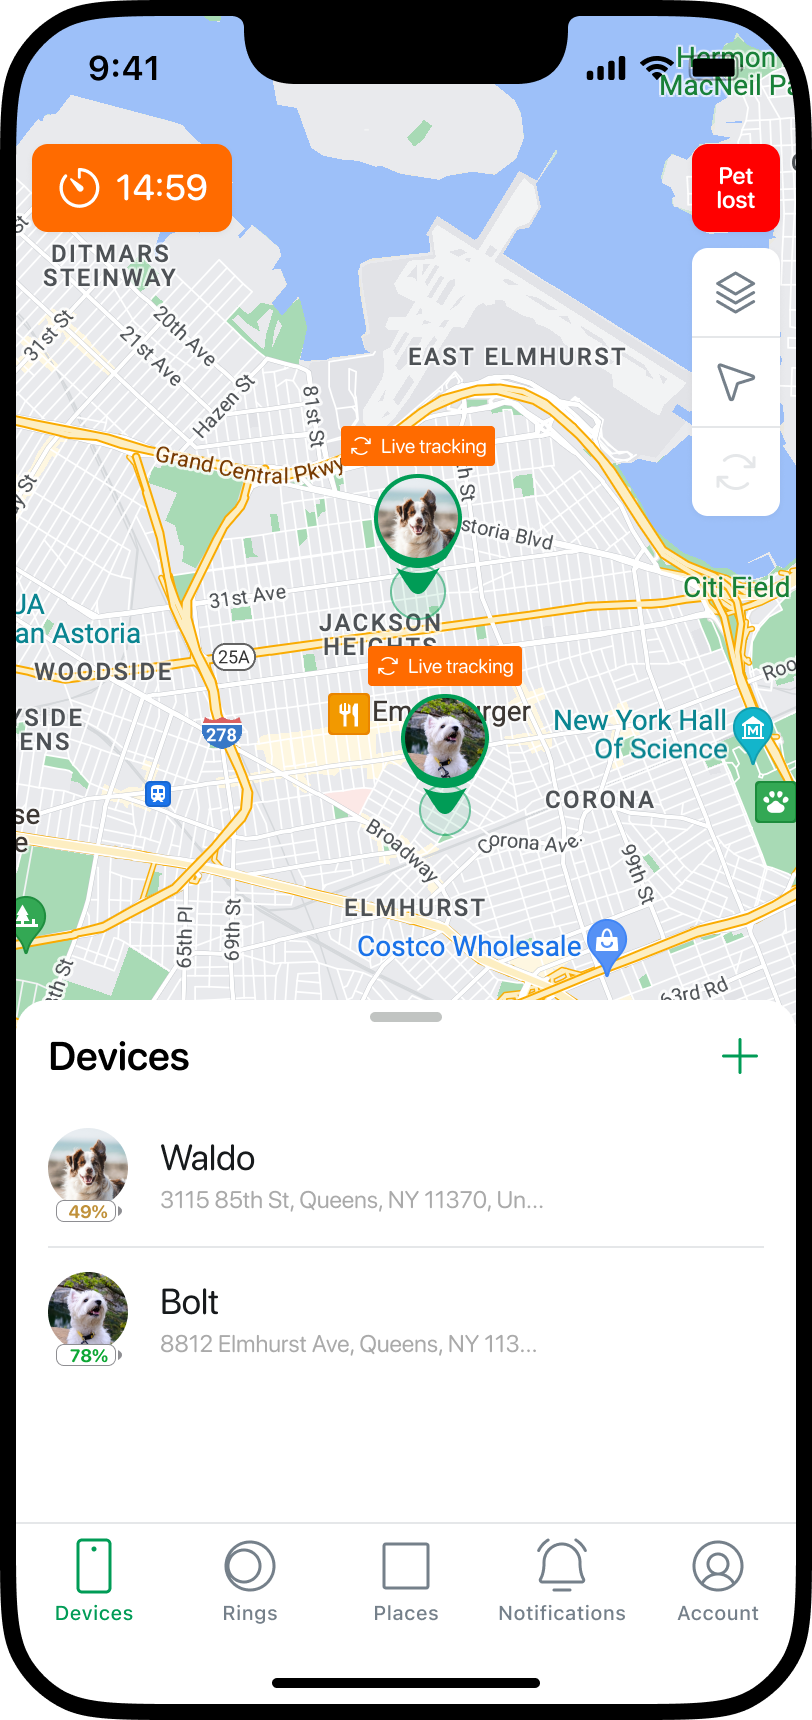 9:41
Hermon
MacNeil Pa
14:59
Pet
lost
DITMARS
STEINWAY
31st St
20th Ave
21st Ave
Hazen St
81st St
EAST ELMHURST
Live tracking
Grand Central Pkwy
th St
storia Blvd
y St
31st Ave
Citi Field
JA
an Astoria
JACKSON
HEIGHTS
25A
WOODSIDE
Live tracking
Roo
YSIDE
ENS
278
Em
urger
New York Hall
Of Science
se
e
CORONA
Broadway
Corona Ave.
99th St
ELMHURST
65th Pl
69th St
Costco Wholesale
th St
63rd Rd
Devices
Waldo
3115 85th St, Queens, NY 11370, Un...
49%
Bolt
8812 Elmhurst Ave, Queens, NY 113...
78%
Devices
Rings
Places
Notifications
Account